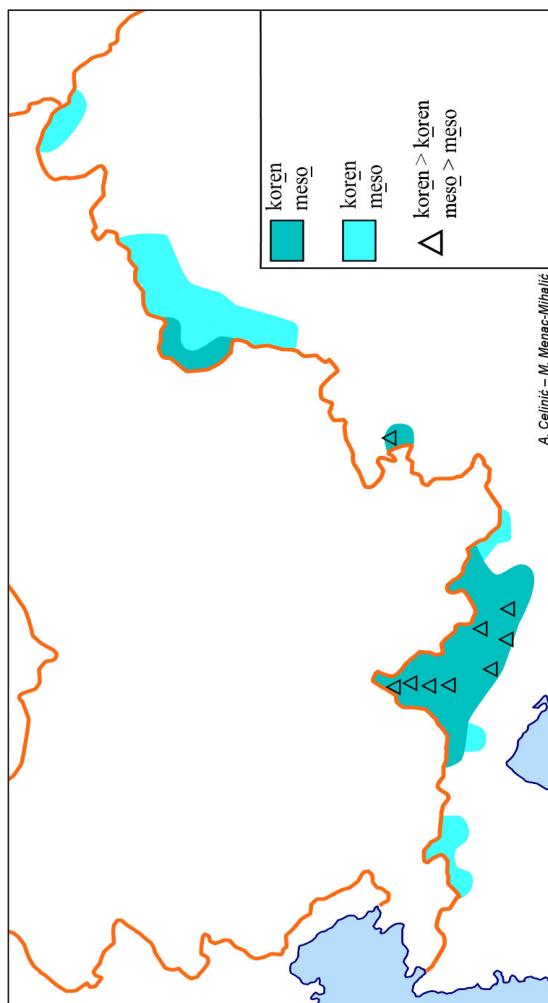 koren
meso
koren
meso
koren > koren
meso > meso
A. Celinić – M. Menac-Mihalić